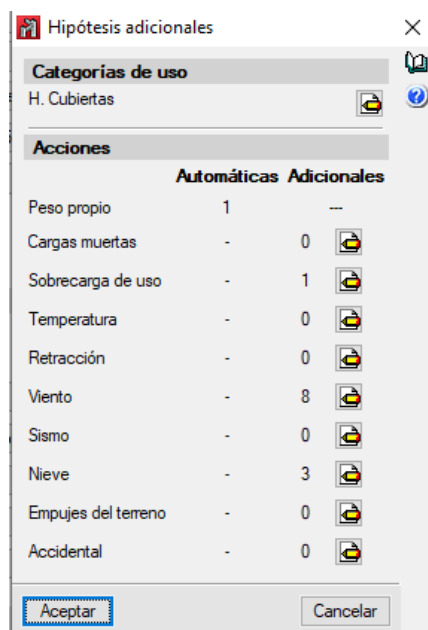 Hipótesis adicionales
Categorías de uso
H. Cubiertas
Acciones
Automáticas Adicionales
Peso propio 1 ---
Cargas muertas - 0
Sobrecarga de uso - 1
Temperatura - 0
Retracción - 0
Viento - 8
Sismo - 0
Nieve - 3
Empujes del terreno - 0
Accidental - 0
Aceptar Cancelar